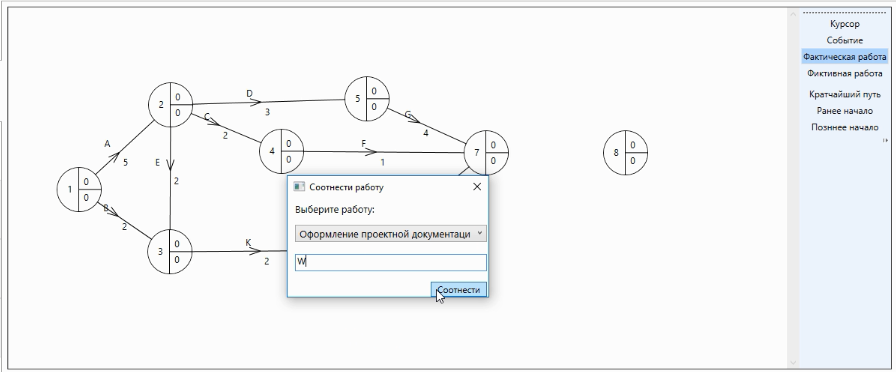 Курсор
Событие
Фактическая работа
Фиктивная работа
Кратчайший путь
Ранее начало
Позннее начало
D
3
5
0
0
2
0
0
C
2
G
4
A
5
4
0
0
F
1
7
0
0
8
0
0
E
2
1
0
0
B
2
3
0
0
K
2
Соотнести работу
Выберите работу:
Оформление проектной документаци
W
Соотнести